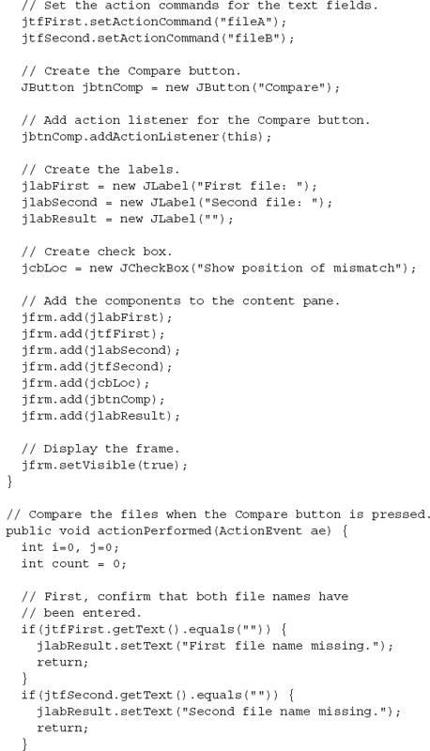 // Set the action commands for the text fields.
jtfFirst.setActionCommand("fileA");
jtfSecond.setActionCommand("fileB");
// Create the Compare button.
JButton jbtnComp = new JButton("Compare");
// Add action listener for the Compare button.
jbtnComp.addActionListener(this);
// Create the labels.
jlabFirst = new JLabel("First file: ");
jlabSecond = new JLabel("Second file: ");
jlabResult = new JLabel("");
// Create check box.
jcbLoc = new JCheckBox("Show position of mismatch");
// Add the components to the content pane.
jfrm.add(jlabFirst);
jfrm.add(jtfFirst);
jfrm.add(jlabSecond);
jfrm.add(jtfSecond);
jfrm.add(jcbLoc);
jfrm.add(jbtnComp);
jfrm.add(jlabResult);
// Display the frame.
jfrm.setVisible(true);
}
// Compare the files when the Compare button is pressed.
public void actionPerformed(ActionEvent ae) {
int i=0, j=0;
int count = 0;
// First, confirm that both file names have
// been entered.
if(jtfFirst.getText().equals("")) {
jlabResult.setText("First file name missing.");
return;
}
if(jtfSecond.getText().equals("")) {
jlabResult.setText("Second file name missing.");
return;
}